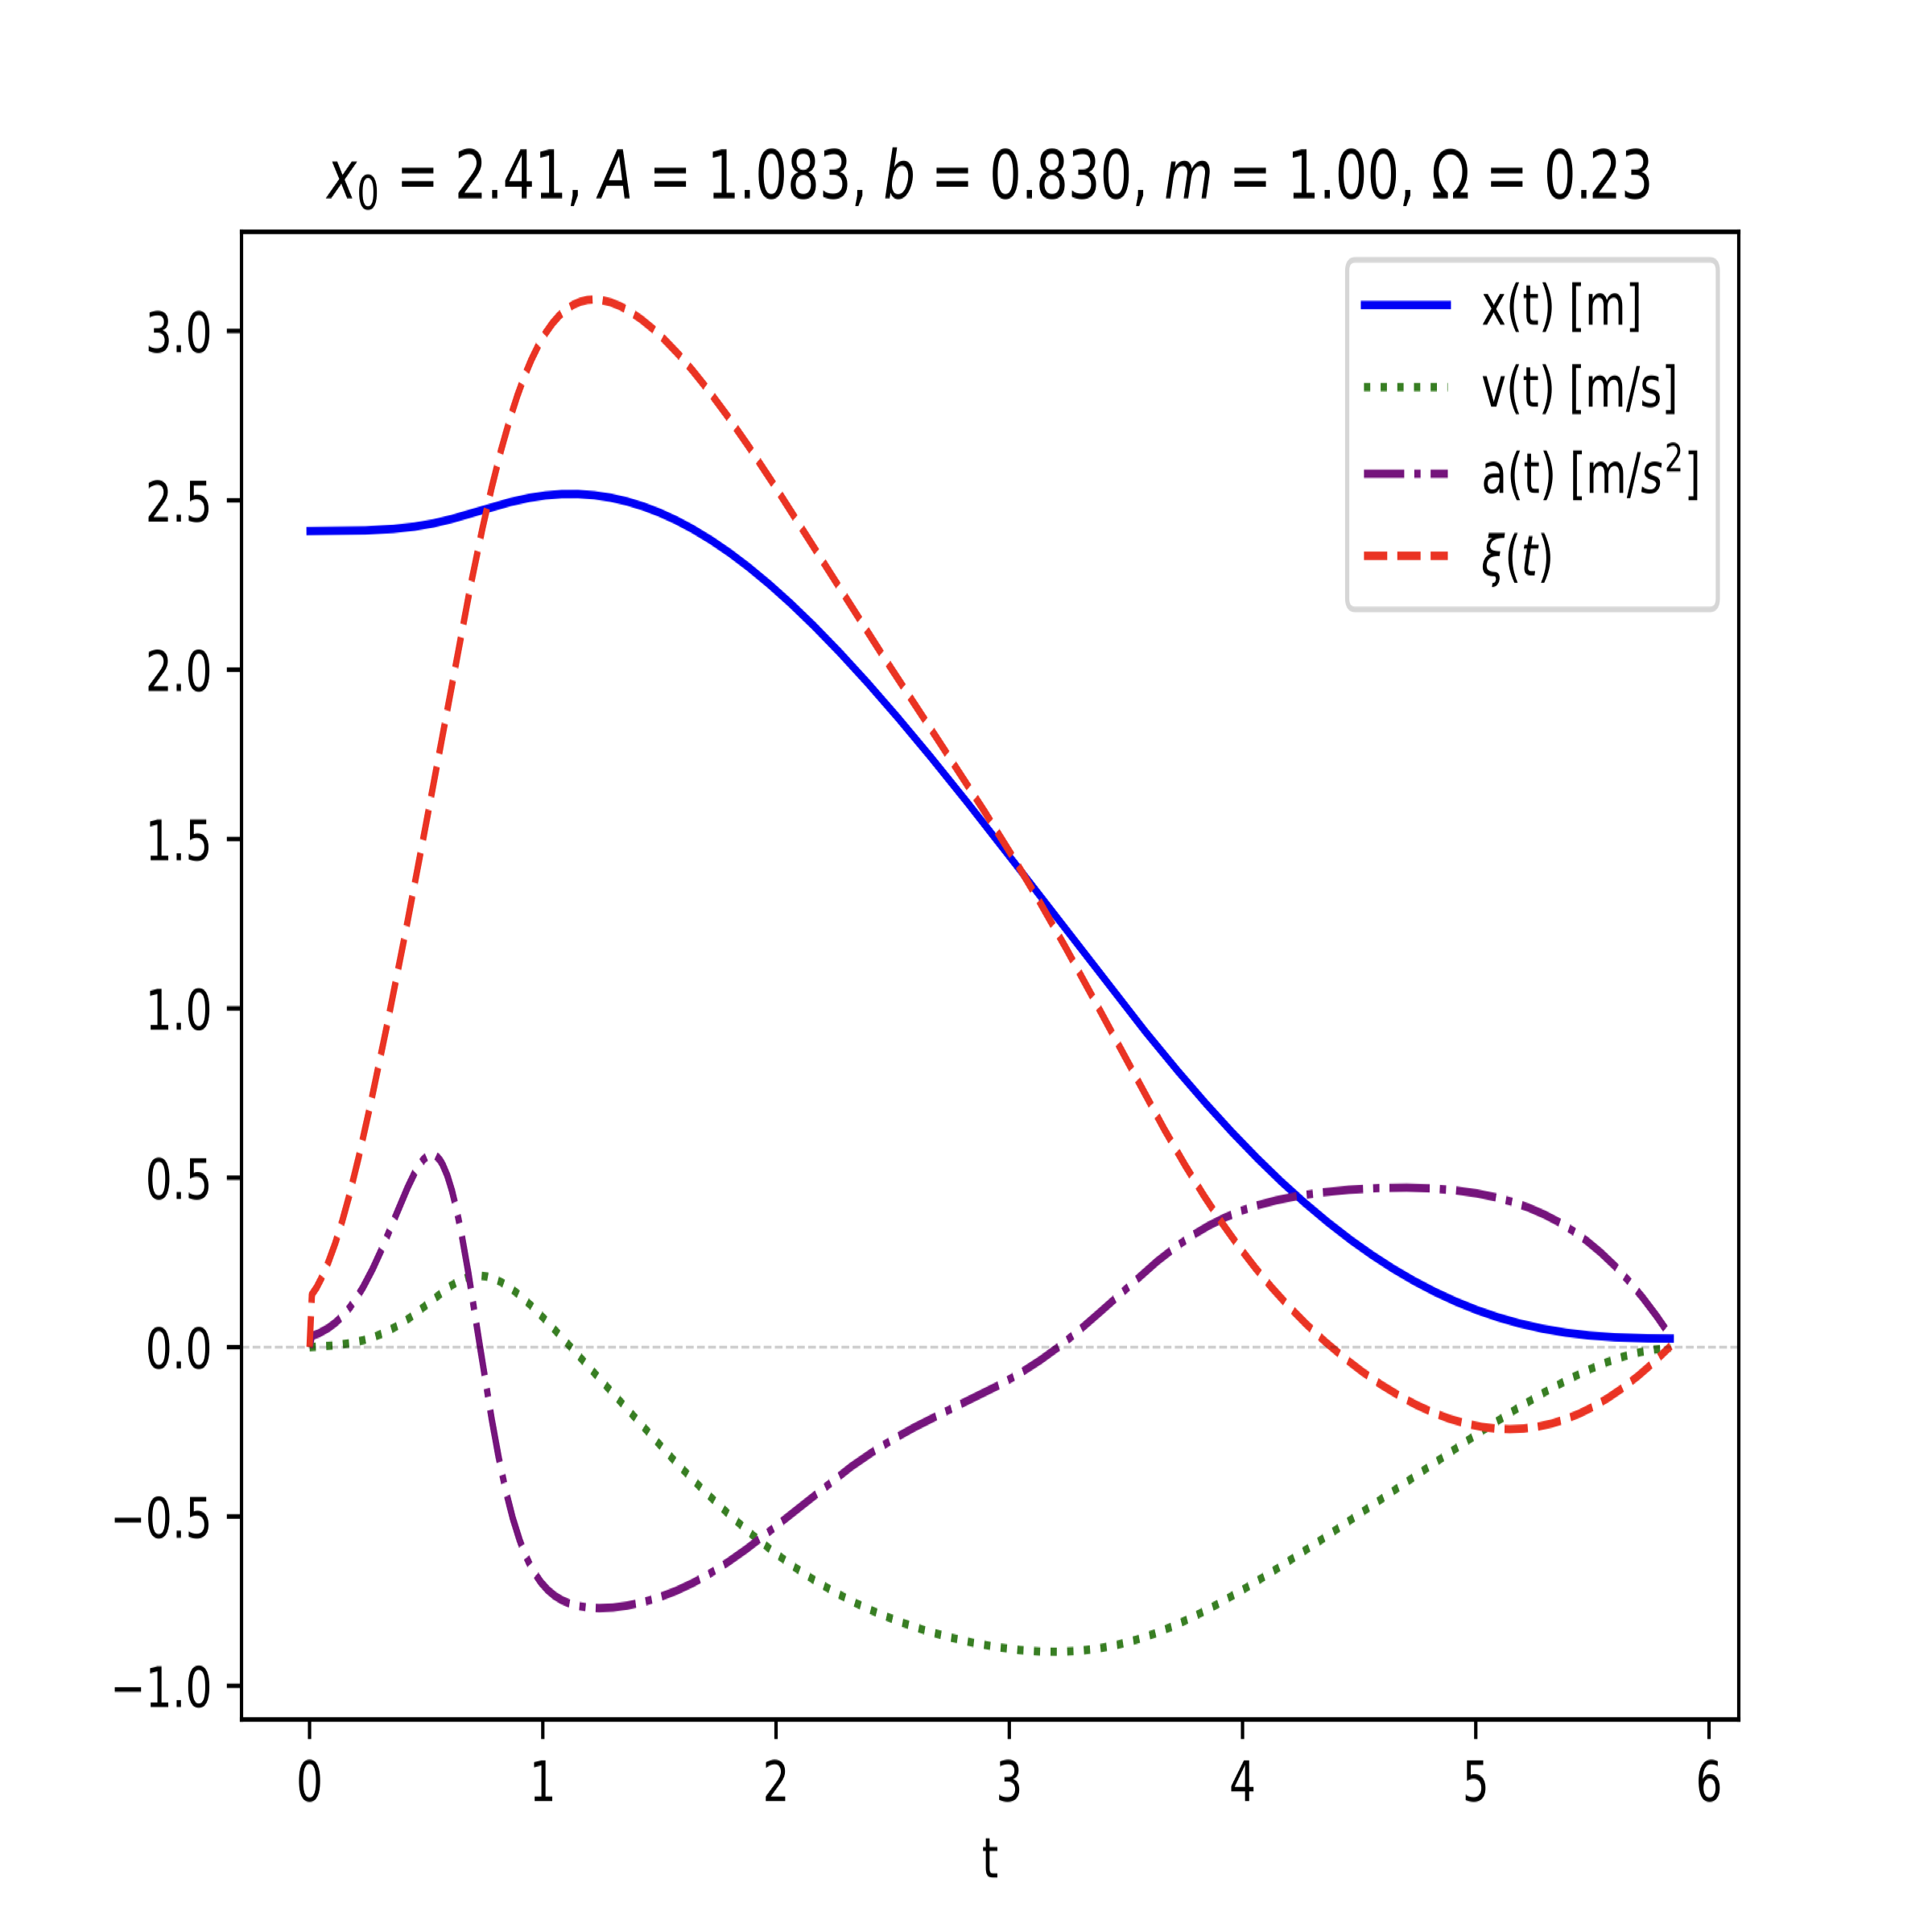 x₀ = 2.41, A = 1.083, b = 0.830, m = 1.00, Ω = 0.23
x(t) [m]
v(t) [m/s]
a(t) [m/s²]
ξ(t)
3.0
2.5
2.0
1.5
1.0
0.5
0.0
−0.5
−1.0
0 1 2 3 4 5 6
t